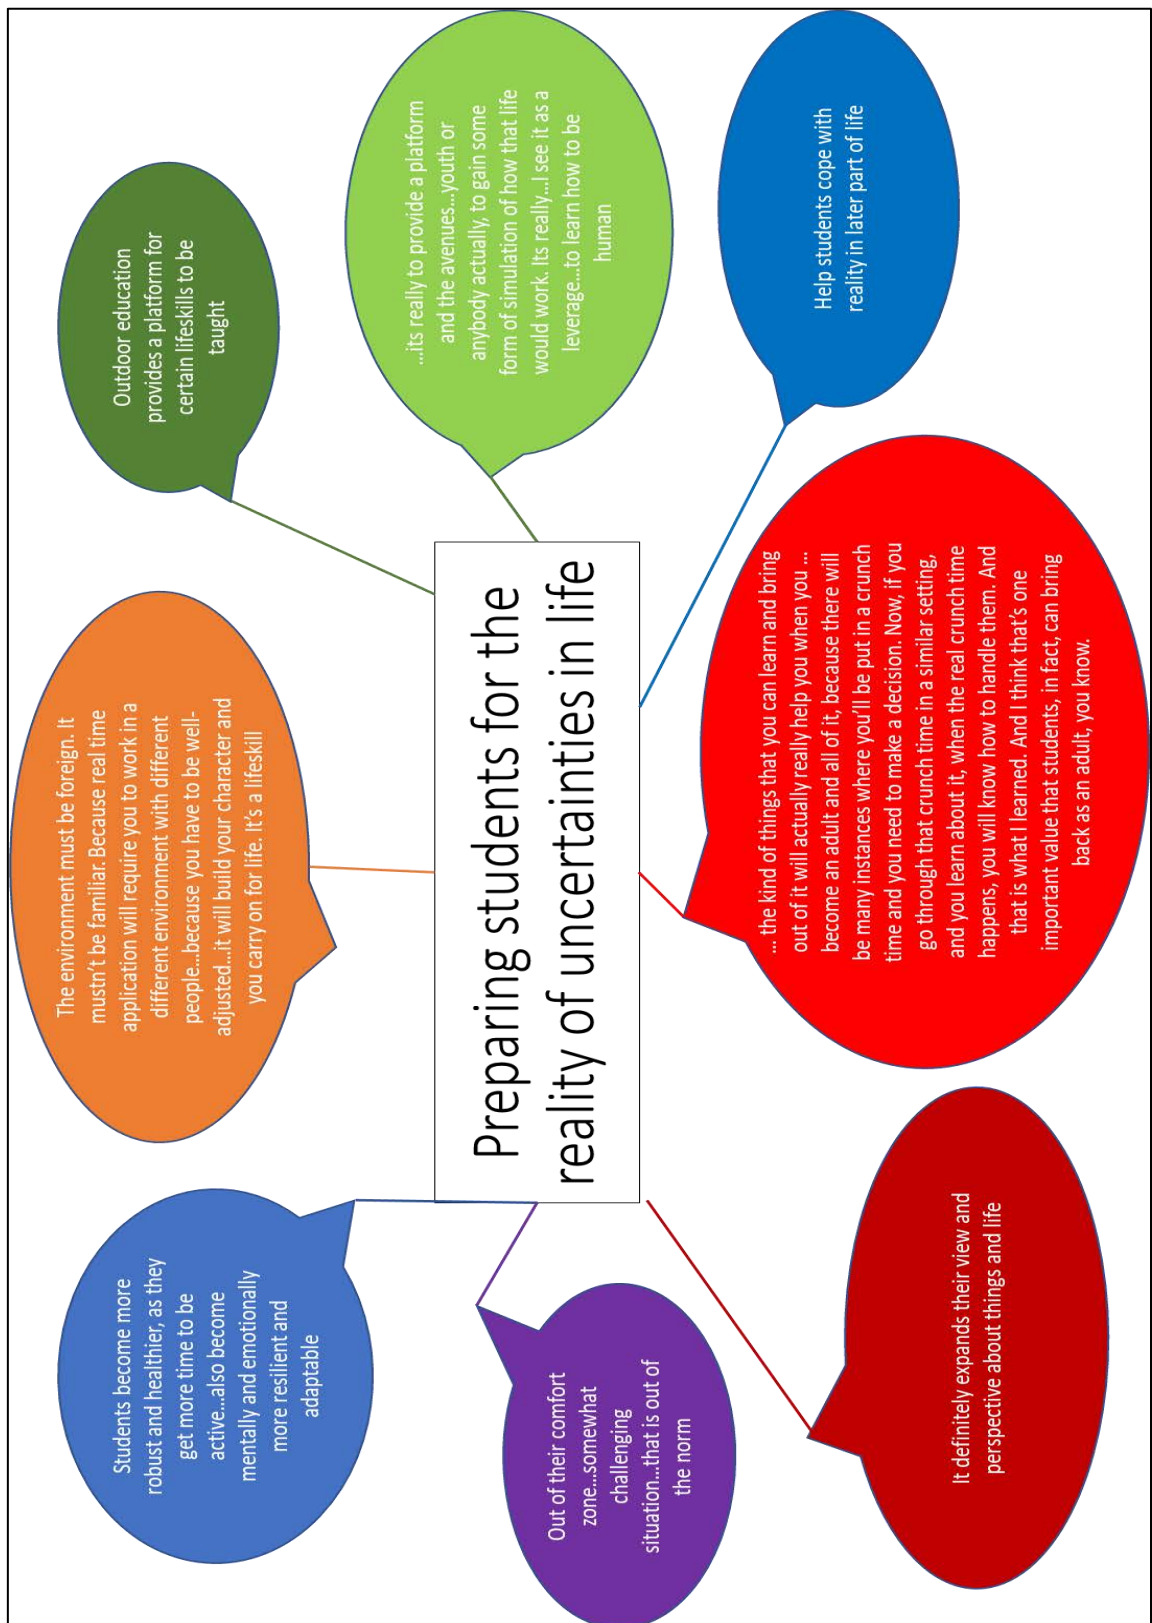 Students become more
robust and healthier, as they
get more time to be
active...also become
mentally and emotionally
more resilient and
adaptable
The environment must be foreign. It
mustn't be familiar. Because real time
application will require you to work in a
different environment with different
people...because you have to be well-
adjusted...it will build your character and
you carry on for life. It's a lifeskill
Outdoor education
provides a platform for
certain lifeskills to be
taught
Out of their comfort
zone...somewhat
challenging
situation...that is out of
the norm
Preparing students for the
reality of uncertainties in life
...its really to provide a platform
and the avenues...youth or
anybody actually, to gain some
form of simulation of how that life
would work. Its really...I see it as a
leverage...to learn how to be
human
It definitely expands their view and
perspective about things and life
... the kind of things that you can learn and bring
out of it will actually really help you when you ...
become an adult and all of it, because there will
be many instances where you'll be put in a crunch
time and you need to make a decision. Now, if you
go through that crunch time in a similar setting,
and you learn about it, when the real crunch time
happens, you will know how to handle them. And
that is what I learned. And I think that's one
important value that students, in fact, can bring
back as an adult, you know.
Help students cope with
reality in later part of life